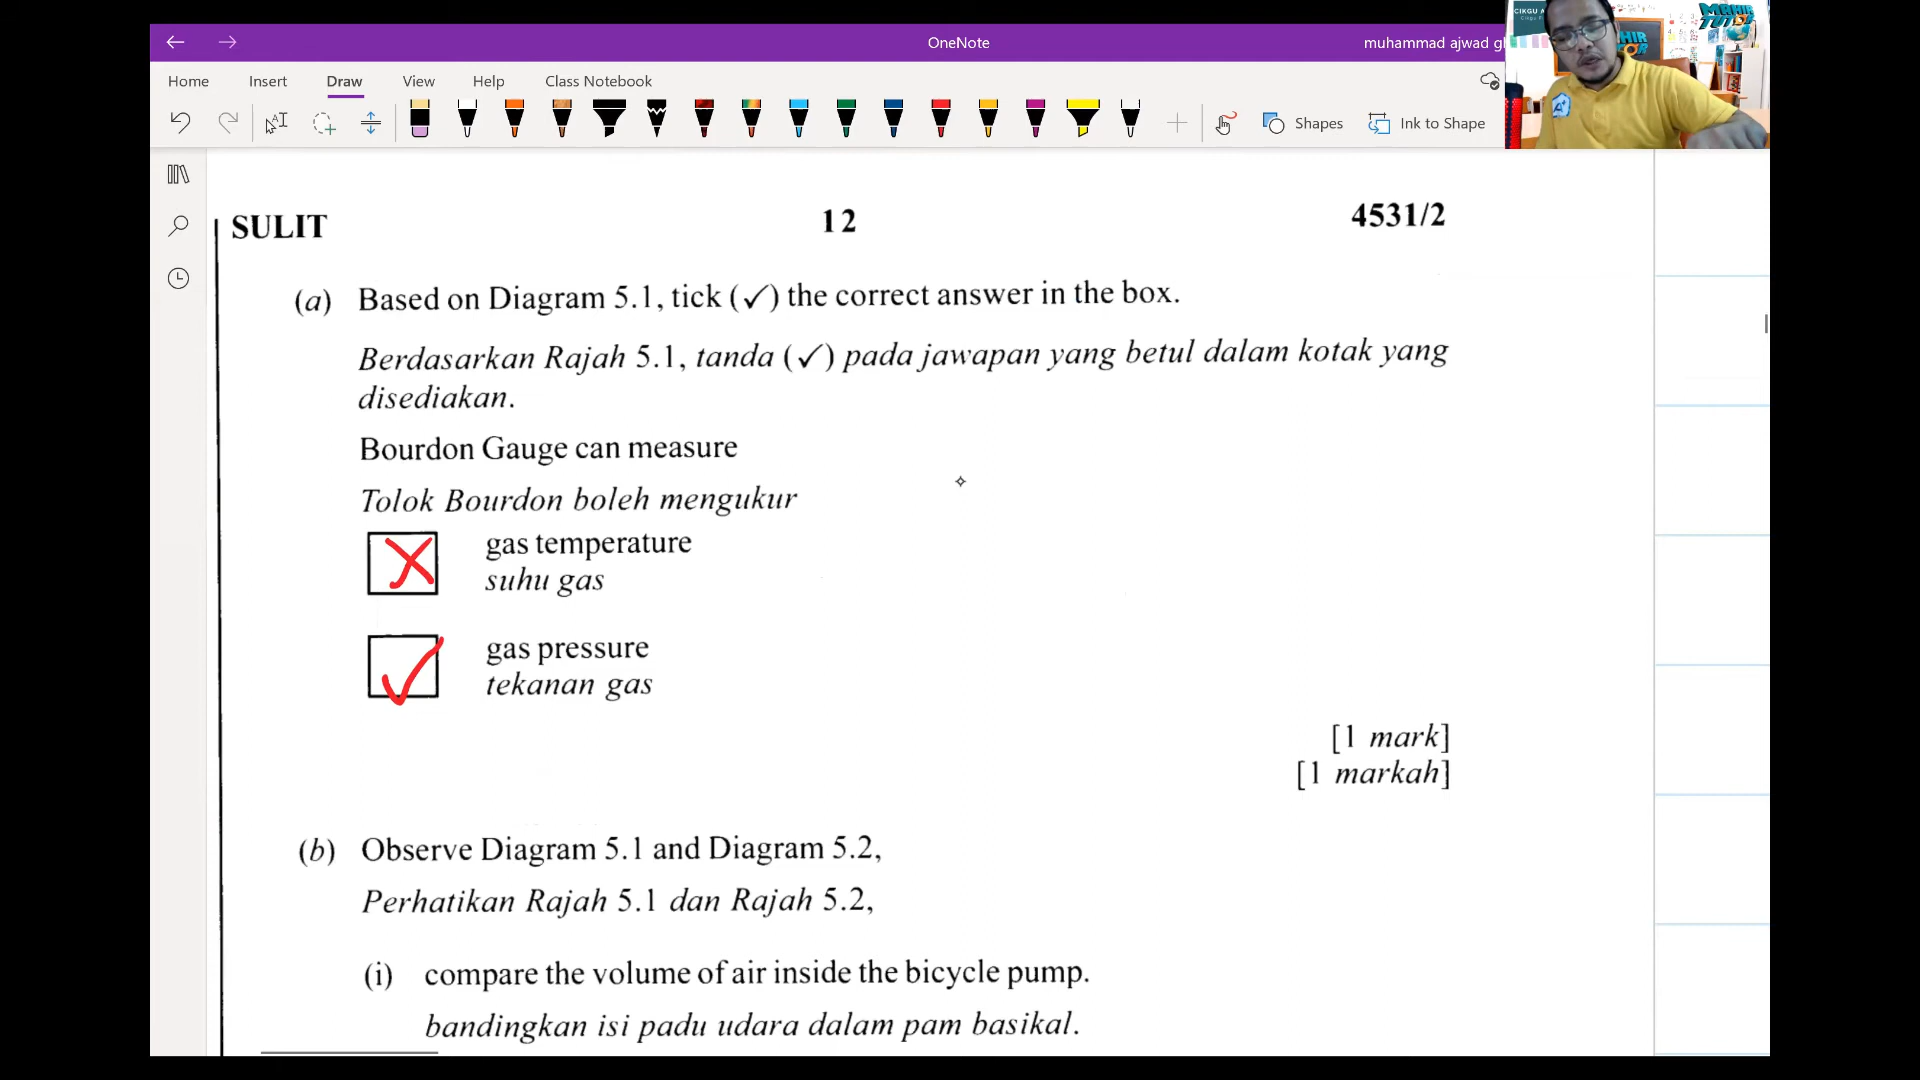 OneNote
muhammad ajwad gh
CIKGU A
MAHIR
TUTOR
Home Insert Draw View Help Class Notebook
Shapes Ink to Shape
SULIT 12 4531/2
(a) Based on Diagram 5.1, tick (✓) the correct answer in the box.
Berdasarkan Rajah 5.1, tanda (✓) pada jawapan yang betul dalam kotak yang
disediakan.
Bourdon Gauge can measure
Tolok Bourdon boleh mengukur
gas temperature
suhu gas
gas pressure
tekanan gas
[1 mark]
[1 markah]
(b) Observe Diagram 5.1 and Diagram 5.2,
Perhatikan Rajah 5.1 dan Rajah 5.2,
(i) compare the volume of air inside the bicycle pump.
bandingkan isi padu udara dalam pam basikal.